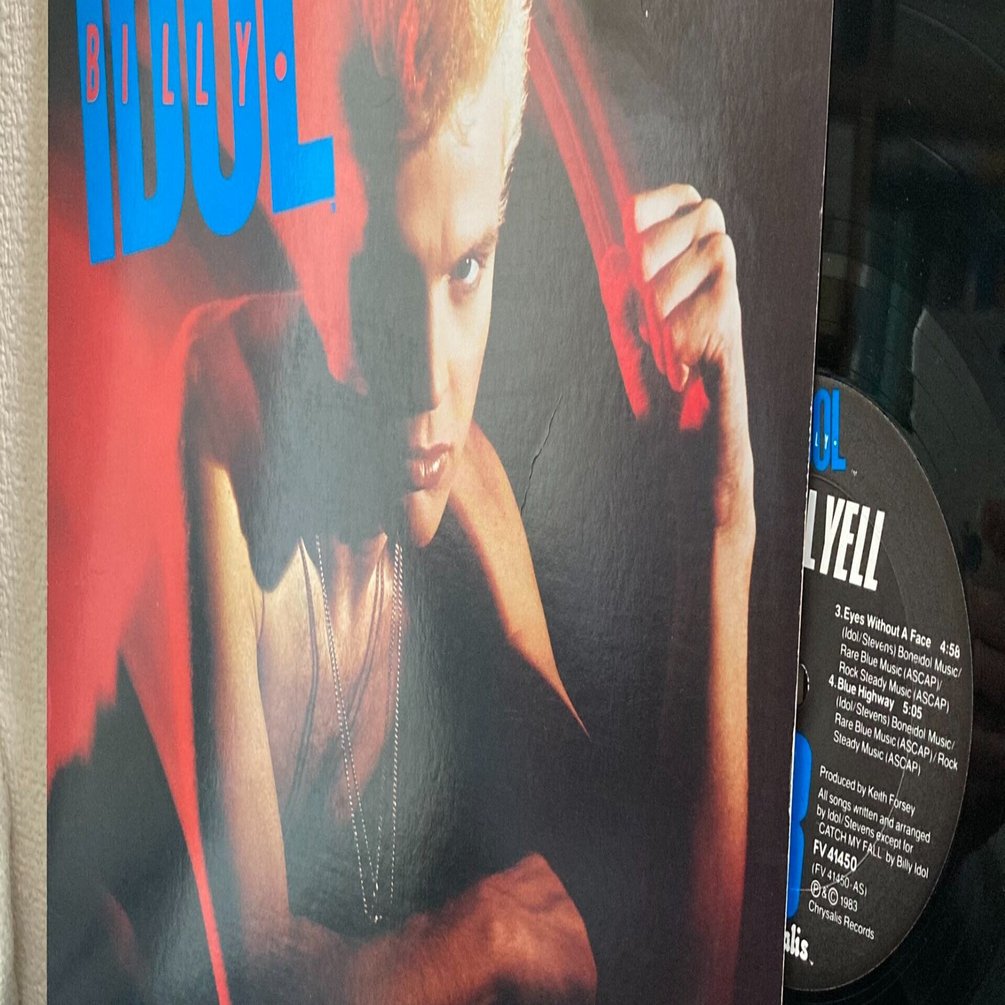 BILLY
IDOL
OL
L YELL
3. Eyes Without A Face 4:58
(Idol/Stevens) Boneidol Music/
Rare Blue Music (ASCAP)/
Rock Steady Music (ASCAP)
4. Blue Highway 5:05
(Idol/Stevens) Boneidol Music/
Rare Blue Music (ASCAP)/Rock
Steady Music (ASCAP)
Produced by Keith Forsey
All songs written and arranged
by Idol/Stevens except for
"CATCH MY FALL" by Billy Idol
FV 41450
(FV 41450-AS)
℗ & © 1983
Chrysalis Records
alis